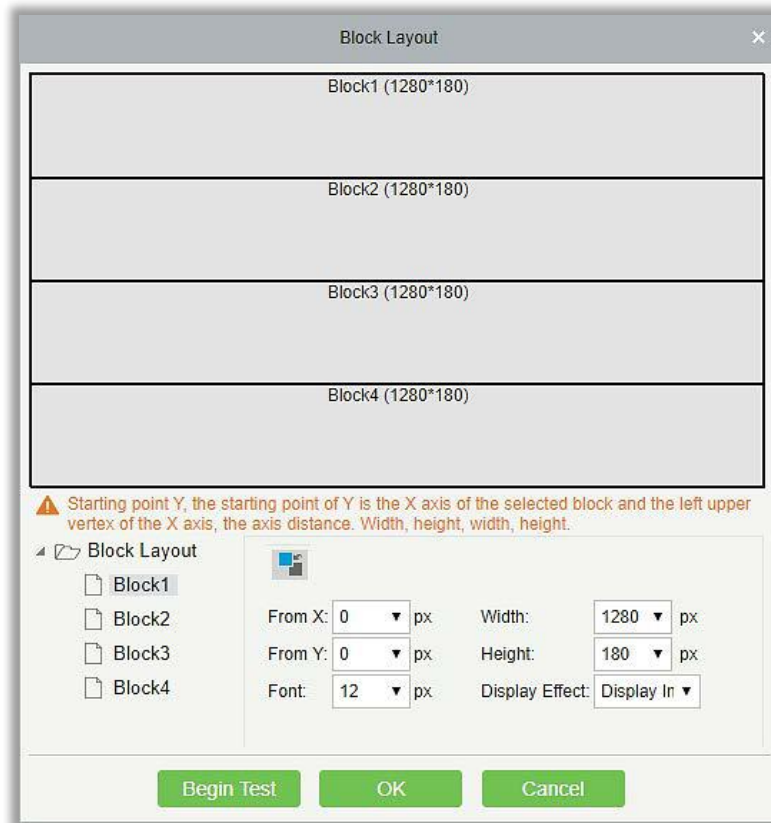 Block Layout
Block1 (1280*180)
Block2 (1280*180)
Block3 (1280*180)
Block4 (1280*180)
Starting point Y, the starting point of Y is the X axis of the selected block and the left upper
vertex of the X axis, the axis distance. Width, height, width, height.
Block Layout
Block1
Block2
Block3
Block4
From X: 0 px Width: 1280 px
From Y: 0 px Height: 180 px
Font: 12 px Display Effect: Display In
Begin Test OK Cancel